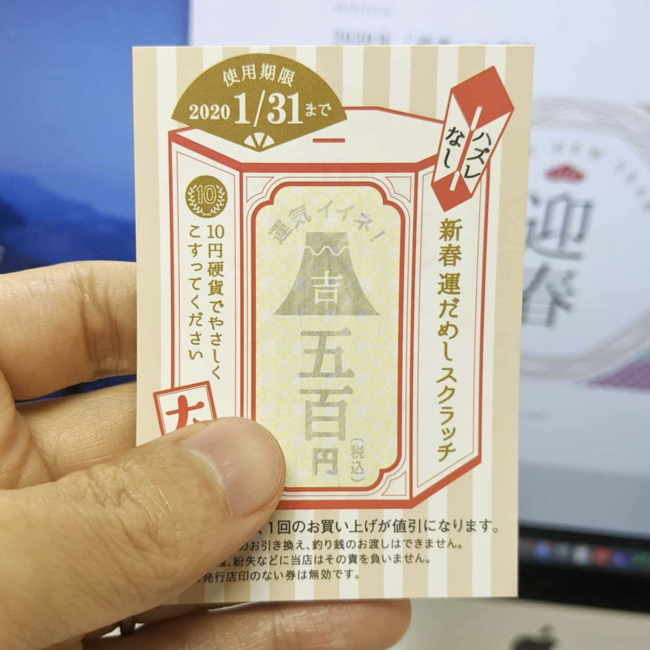 使用期限
2020 1/31まで
ハズレ
なし
新春 運だめしスクラッチ
10
10円硬貨でやさしく
こすってください
運気イイネ!
吉
五百円
(税込)
1回のお買い上げが値引になります。
のお引き換え、釣り銭のお渡しはできません。
、紛失などに当店はその責を負いません。
発行店印のない券は無効です。
迎春